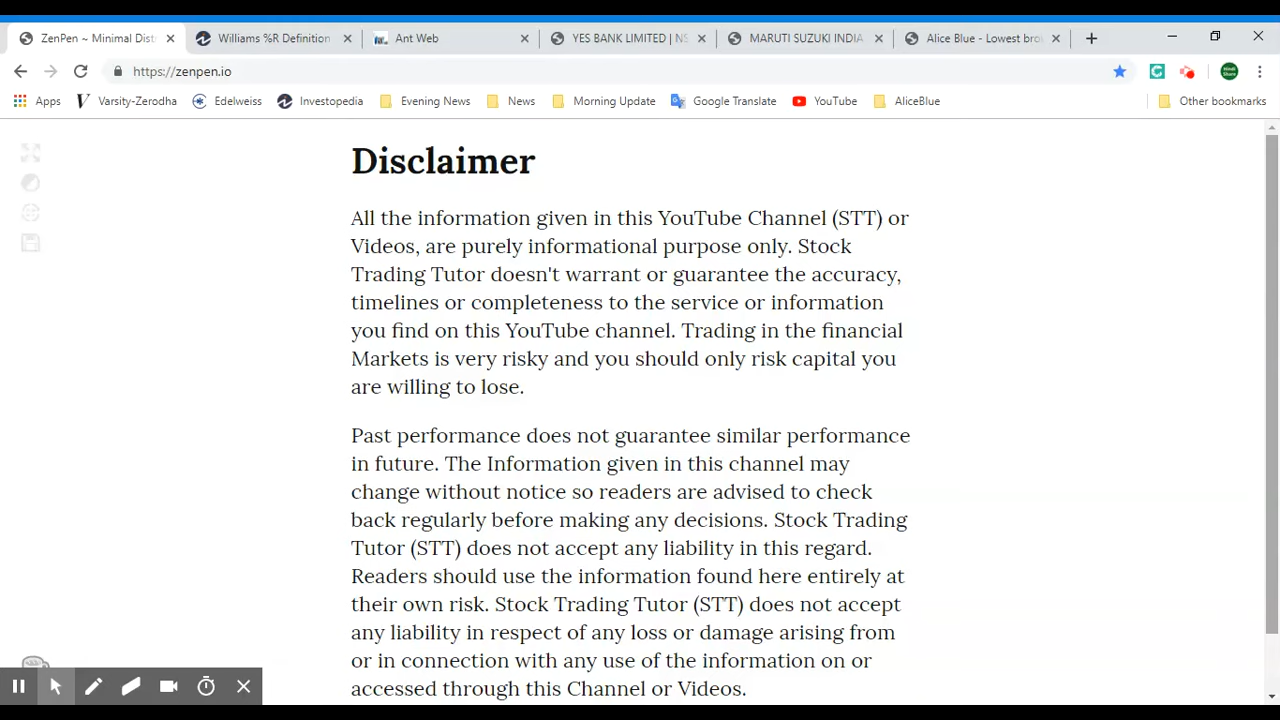 ZenPen ~ Minimal Dist
Williams %R Definition
Ant Web
YES BANK LIMITED | NS
MARUTI SUZUKI INDIA
Alice Blue - Lowest bro
https://zenpen.io
Apps
Varsity-Zerodha
Edelweiss
Investopedia
Evening News
News
Morning Update
Google Translate
YouTube
AliceBlue
Other bookmarks
Disclaimer
All the information given in this YouTube Channel (STT) or
Videos, are purely informational purpose only. Stock
Trading Tutor doesn't warrant or guarantee the accuracy,
timelines or completeness to the service or information
you find on this YouTube channel. Trading in the financial
Markets is very risky and you should only risk capital you
are willing to lose.
Past performance does not guarantee similar performance
in future. The Information given in this channel may
change without notice so readers are advised to check
back regularly before making any decisions. Stock Trading
Tutor (STT) does not accept any liability in this regard.
Readers should use the information found here entirely at
their own risk. Stock Trading Tutor (STT) does not accept
any liability in respect of any loss or damage arising from
or in connection with any use of the information on or
accessed through this Channel or Videos.